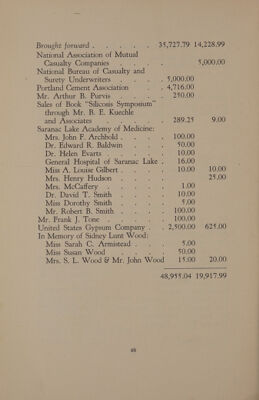 Brought forward . . . . . 35,727.79 14,228.99
National Association of Mutual
Casualty Companies . . . 5,000.00
National Bureau of Casualty and
Surety Underwriters . . . 5,000.00
Portland Cement Association . 4,716.00
Mr. Arthur B. Purvis . . . 250.00
Sales of Book "Silicosis Symposium"
through Mr. B. E. Kuechle
and Associates 289.25 9.00
Saranac Lake Academy of Medicine:
Mrs. John F. Archbold . . . . 100.00
Dr. Edward R. Baldwin . . . 50.00
Dr. Helen Evarts . . . . 10.00
General Hospital of Saranac Lake . 16.00
Miss A. Louise Gilbert . . . . 10.00 10.00
Mrs. Henry Hudson 25.00
Mrs. McCaffery . . . . . 1.00
Dr. David T. Smith . . . . 10.00
Miss Dorothy Smith . . . . 5.00
Mr. Robert B. Smith . . . . 100.00
Mr. Frank J. Tone . . . . . 100.00
United States Gypsum Company . . 2,500.00 625.00
In Memory of Sidney Lunt Wood:
Miss Sarah C. Armistead . . . 5.00
Miss Susan Wood . . . . 50.00
Mrs. S. L. Wood & Mr. John Wood 15.00 20.00
48,955.04 19,917.99